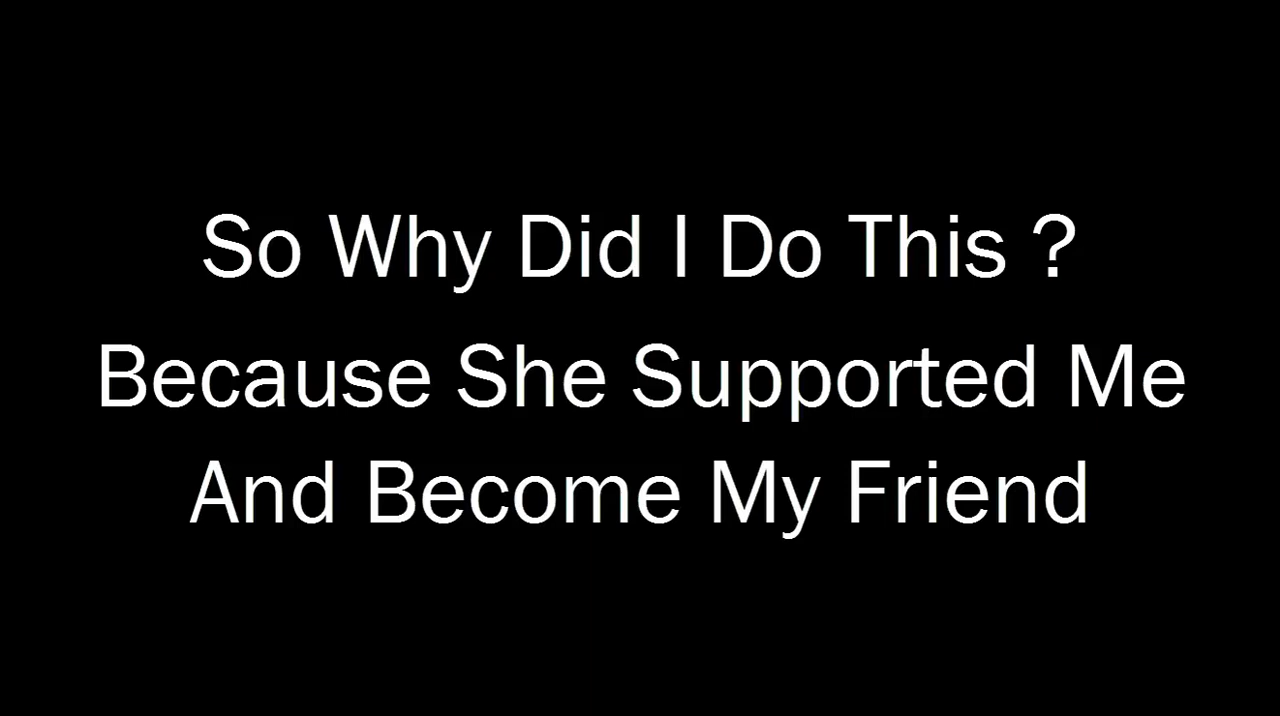 So Why Did I Do This ?
Because She Supported Me
And Become My Friend